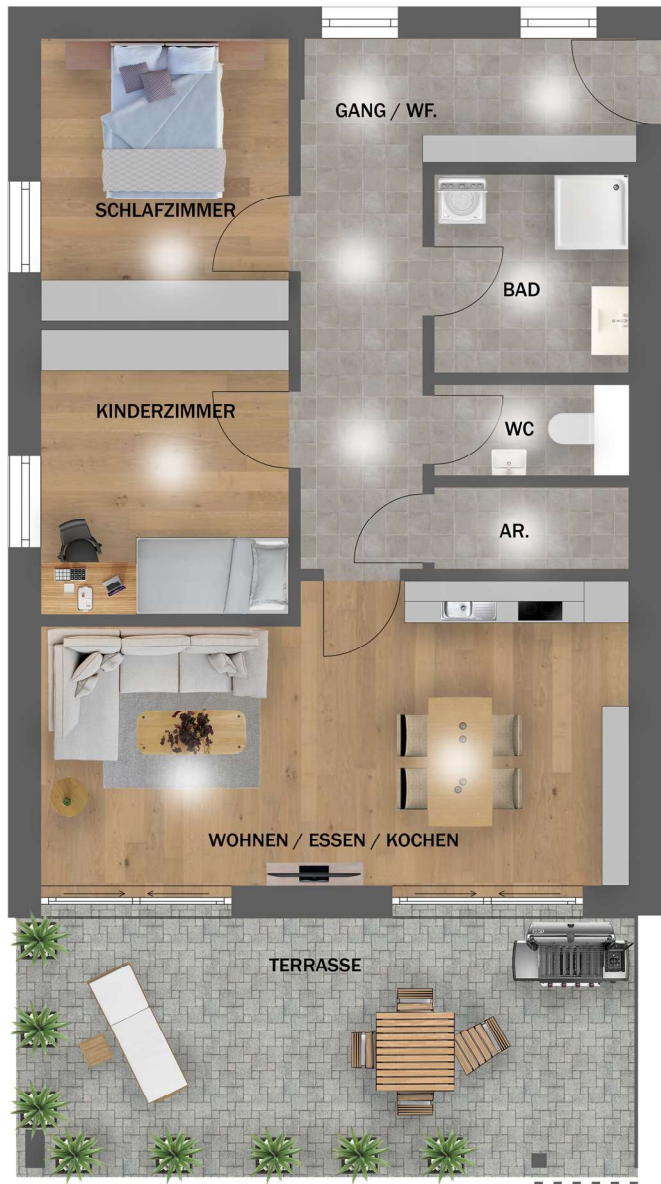 GANG / WF.
SCHLAFZIMMER
BAD
KINDERZIMMER
WC
AR.
WOHNEN / ESSEN / KOCHEN
TERRASSE